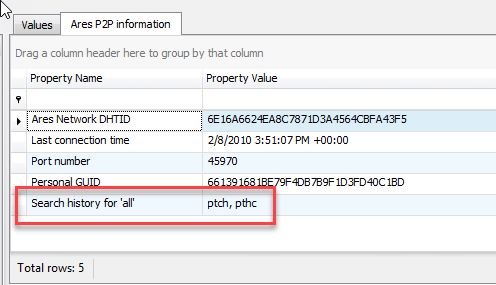 Values Ares P2P information
Drag a column header here to group by that column
Property Name Property Value
Ares Network DHTID 6E16A6624EA8C7871D3A4564CBFA43F5
Last connection time 2/8/2010 3:51:07 PM +00:00
Port number 45970
Personal GUID 661391681BE79F4DB7B9F1D3FD40C1BD
Search history for 'all' ptch, pthc
Total rows: 5